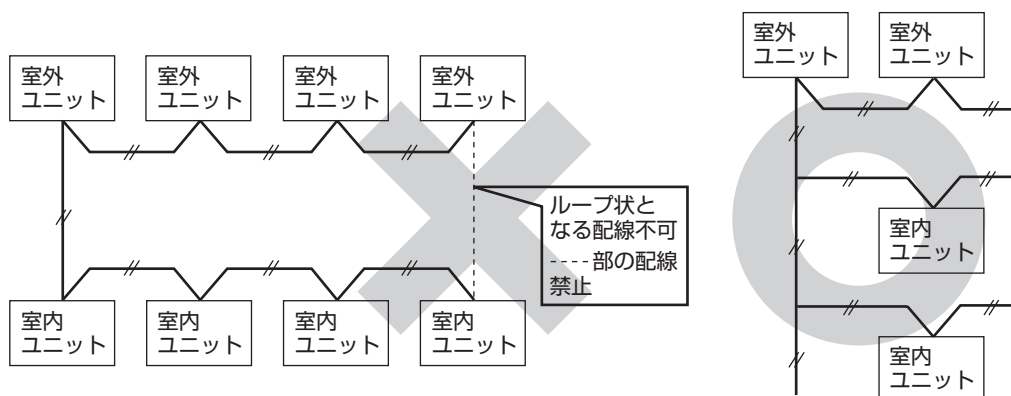 室外
ユニット
室外
ユニット
室外
ユニット
室外
ユニット
ループ状と
なる配線不可
-----部の配線
禁止
室内
ユニット
室内
ユニット
室内
ユニット
室内
ユニット
室外
ユニット
室外
ユニット
室内
ユニット
室内
ユニット